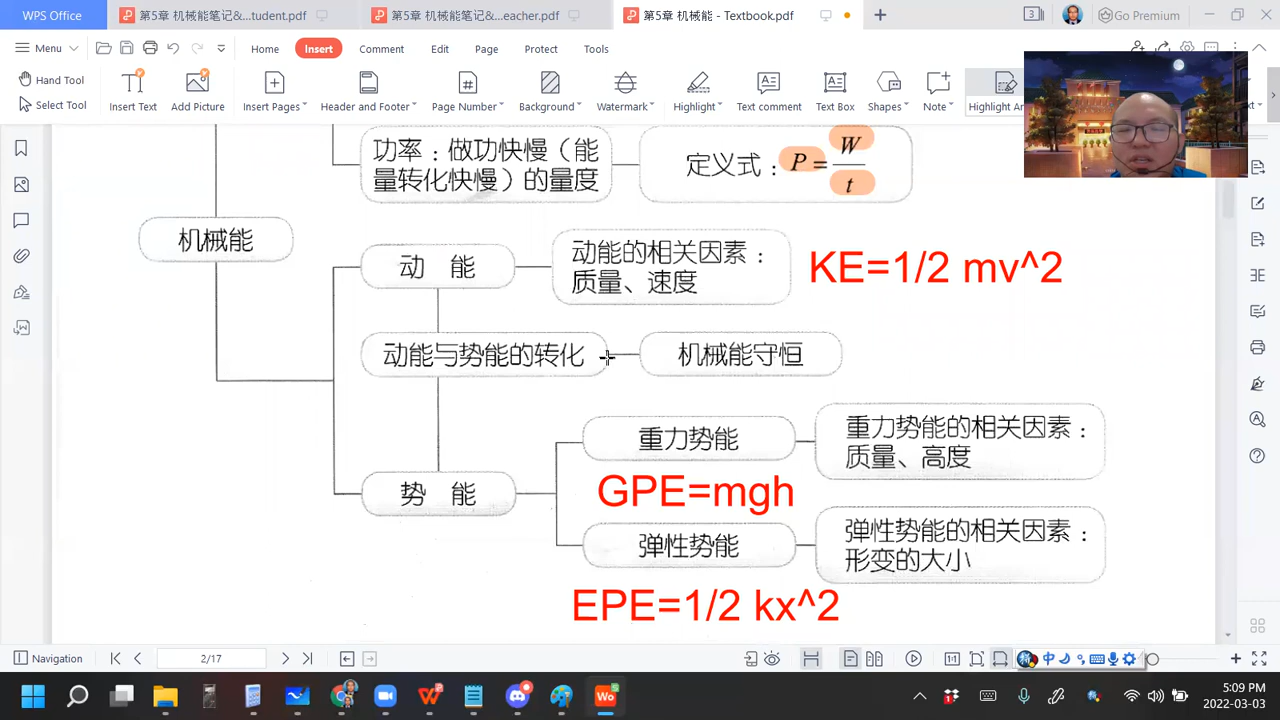 WPS Office
第5章 机械能 - tudent.pdf
第5章 机械能...eacher.pdf
第5章 机械能 - Textbook.pdf
3
Go Premium
Menu
Home
Insert
Comment
Edit
Page
Protect
Tools
Hand Tool
Select Tool
Insert Text
Add Picture
Insert Pages
Header and Footer
Page Number
Background
Watermark
Highlight
Text comment
Text Box
Shapes
Note
Highlight Ar
功率：做功快慢（能
量转化快慢）的量度
定义式：P = W
t
机械能
动 能
动能的相关因素：
质量、速度
KE=1/2 mv^2
动能与势能的转化
机械能守恒
重力势能
重力势能的相关因素：
质量、高度
GPE=mgh
势 能
弹性势能
弹性势能的相关因素：
形变的大小
EPE=1/2 kx^2
Navigation
2/17
中
5:09 PM
2022-03-03